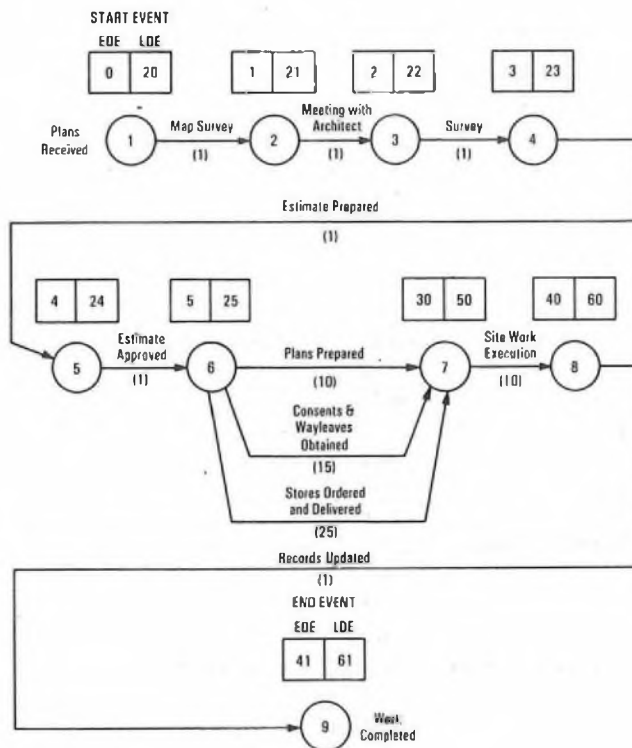 START EVENT
EDE LDE
0 20
1 21
2 22
3 23
Plans
Received
1
Map Survey
(1)
2
Meeting with
Architect
(1)
3
Survey
(1)
4
Estimate Prepared
(1)
4 24
5 25
30 50
40 60
5
Estimate
Approved
(1)
6
Plans Prepared
(10)
7
Site Work
Execution
(10)
8
Consents &
Wayleaves
Obtained
(15)
Stores Ordered
and Delivered
(25)
Records Updated
(1)
END EVENT
EDE LDE
41 61
9
Work
Completed